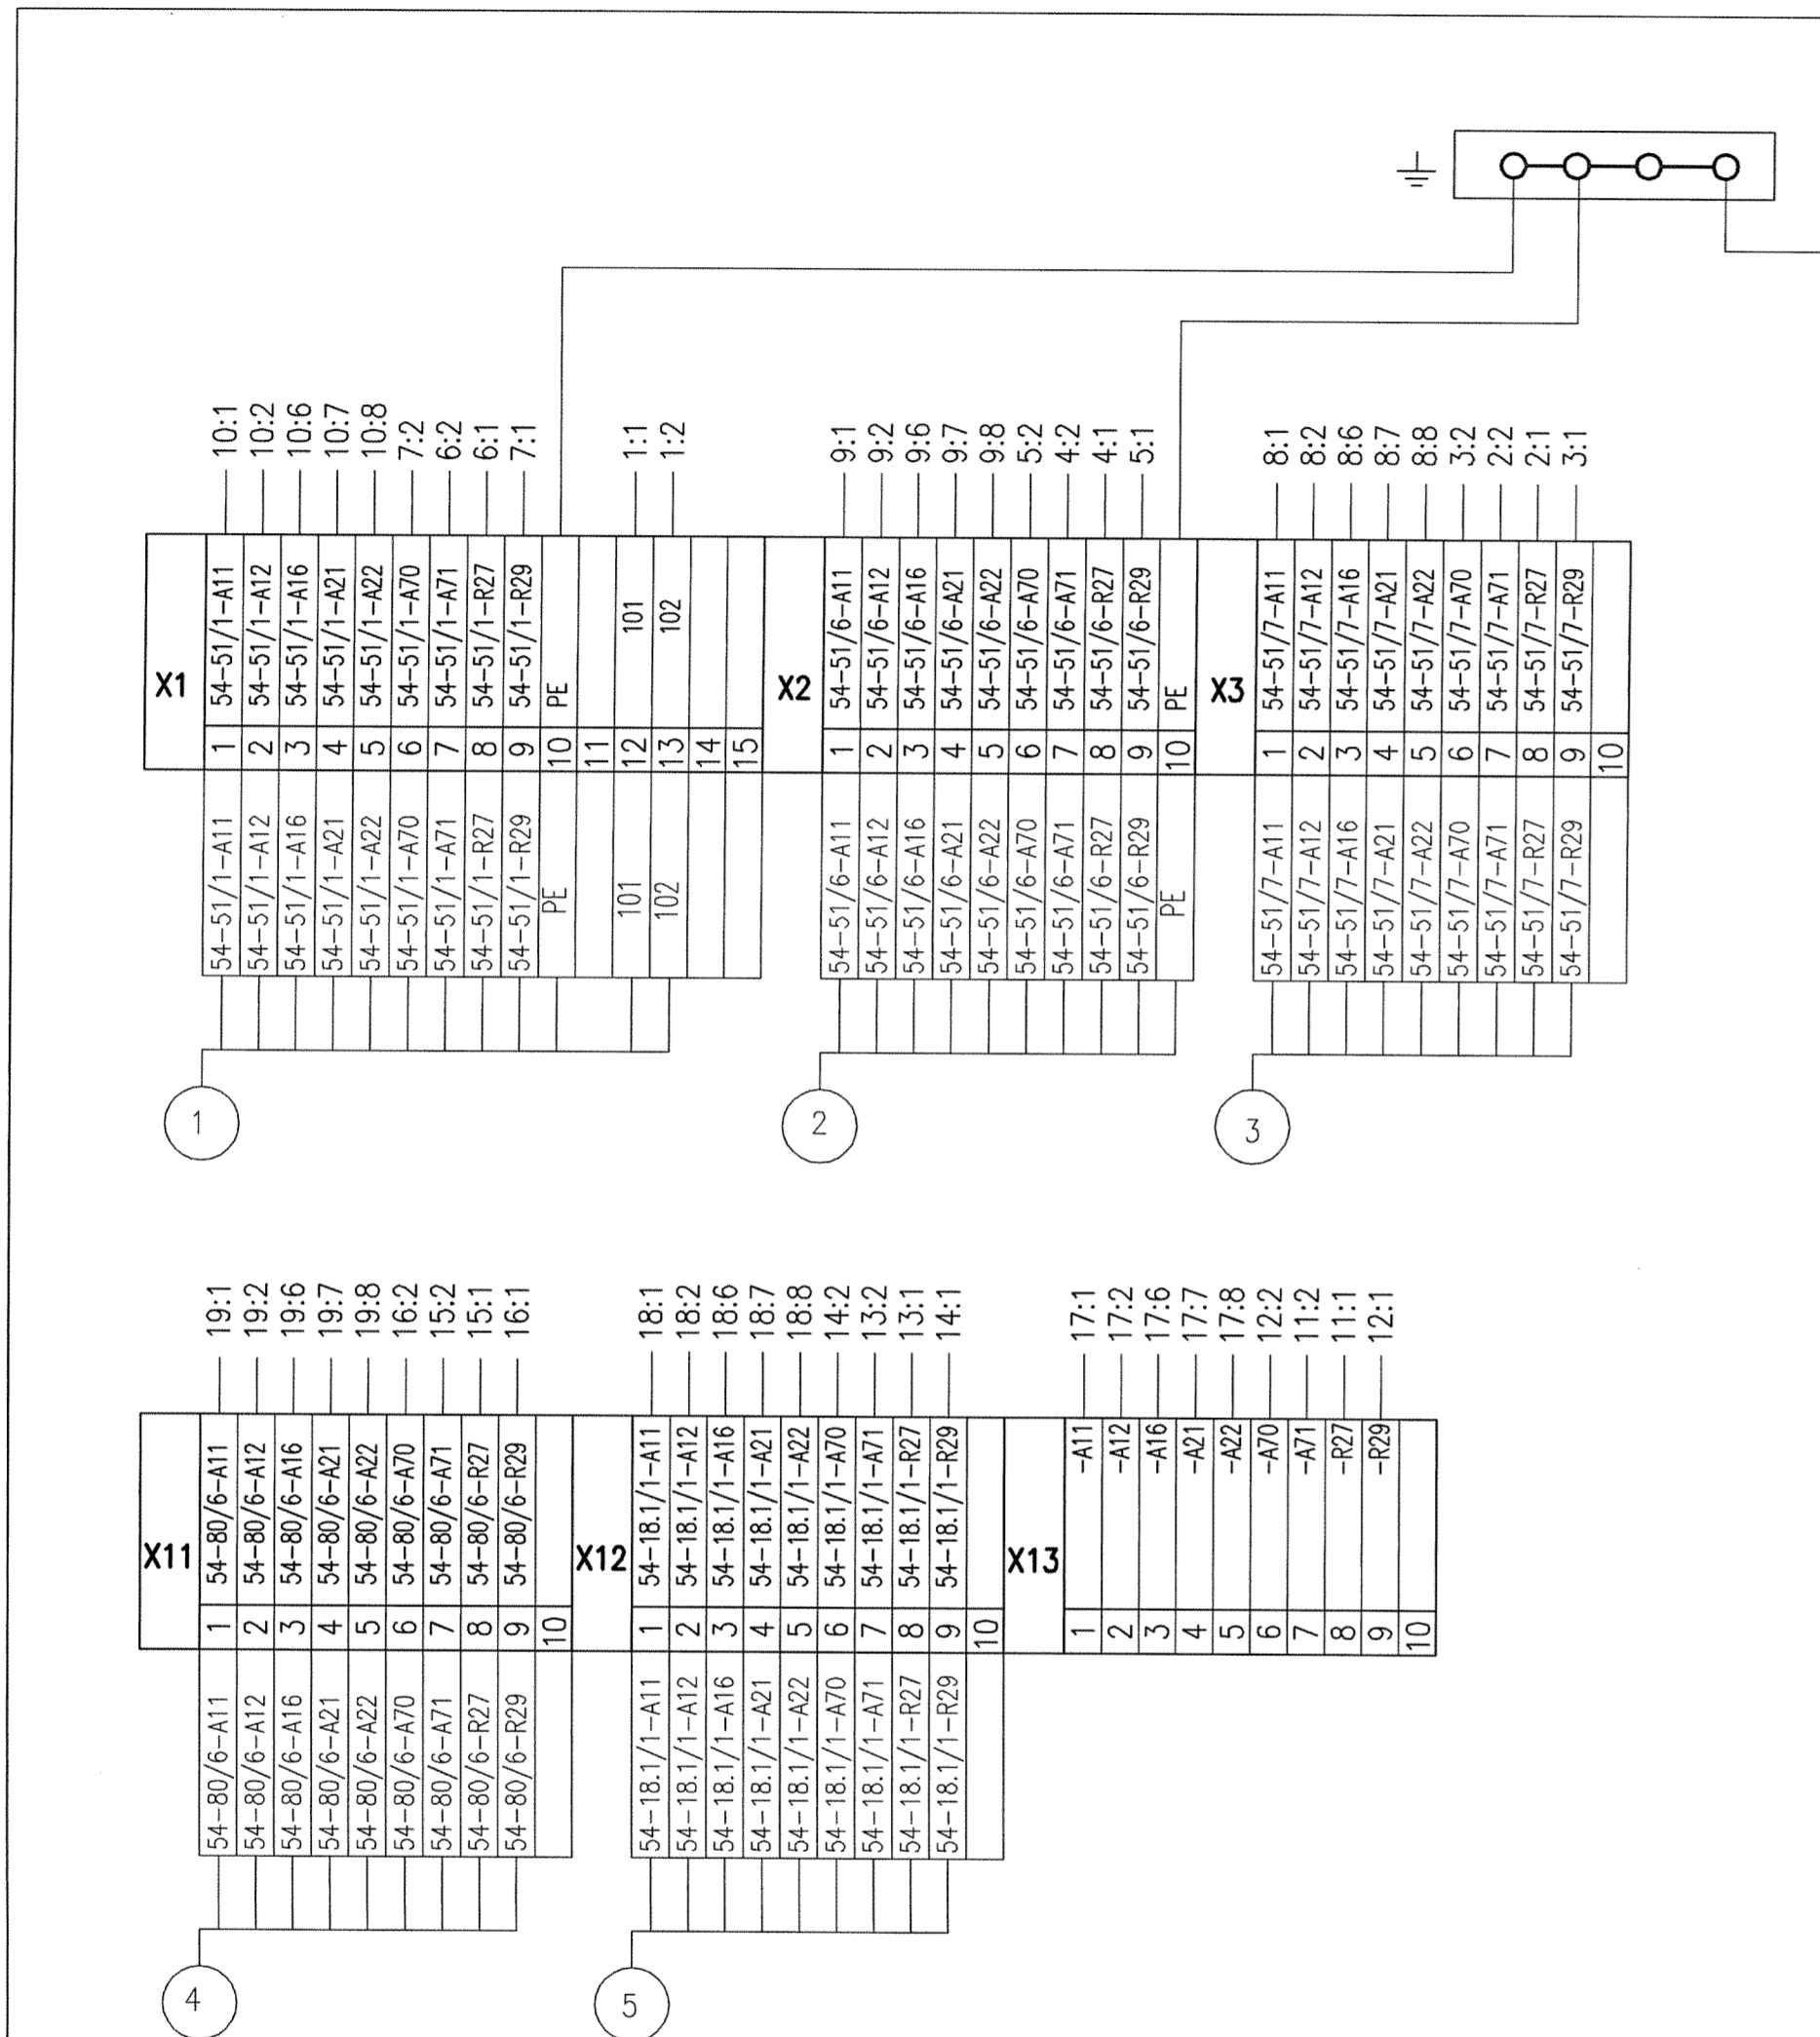 X1
10:1
10:2
10:6
10:7
10:8
7:2
6:2
6:1
7:1
1:1
1:2
54-51/1-A11
54-51/1-A12
54-51/1-A16
54-51/1-A21
54-51/1-A22
54-51/1-A70
54-51/1-A71
54-51/1-R27
54-51/1-R29
PE
101
102
1
2
3
4
5
6
7
8
9
10
11
12
13
14
15
54-51/1-A11
54-51/1-A12
54-51/1-A16
54-51/1-A21
54-51/1-A22
54-51/1-A70
54-51/1-A71
54-51/1-R27
54-51/1-R29
PE
101
102
1
X2
9:1
9:2
9:6
9:7
9:8
5:2
4:2
4:1
5:1
54-51/6-A11
54-51/6-A12
54-51/6-A16
54-51/6-A21
54-51/6-A22
54-51/6-A70
54-51/6-A71
54-51/6-R27
54-51/6-R29
PE
1
2
3
4
5
6
7
8
9
10
54-51/6-A11
54-51/6-A12
54-51/6-A16
54-51/6-A21
54-51/6-A22
54-51/6-A70
54-51/6-A71
54-51/6-R27
54-51/6-R29
PE
2
X3
8:1
8:2
8:6
8:7
8:8
3:2
2:2
2:1
3:1
54-51/7-A11
54-51/7-A12
54-51/7-A16
54-51/7-A21
54-51/7-A22
54-51/7-A70
54-51/7-A71
54-51/7-R27
54-51/7-R29
1
2
3
4
5
6
7
8
9
10
54-51/7-A11
54-51/7-A12
54-51/7-A16
54-51/7-A21
54-51/7-A22
54-51/7-A70
54-51/7-A71
54-51/7-R27
54-51/7-R29
3
X11
19:1
19:2
19:6
19:7
19:8
16:2
15:2
15:1
16:1
54-80/6-A11
54-80/6-A12
54-80/6-A16
54-80/6-A21
54-80/6-A22
54-80/6-A70
54-80/6-A71
54-80/6-R27
54-80/6-R29
1
2
3
4
5
6
7
8
9
10
54-80/6-A11
54-80/6-A12
54-80/6-A16
54-80/6-A21
54-80/6-A22
54-80/6-A70
54-80/6-A71
54-80/6-R27
54-80/6-R29
4
X12
18:1
18:2
18:6
18:7
18:8
14:2
13:2
13:1
14:1
54-18.1/1-A11
54-18.1/1-A12
54-18.1/1-A16
54-18.1/1-A21
54-18.1/1-A22
54-18.1/1-A70
54-18.1/1-A71
54-18.1/1-R27
54-18.1/1-R29
1
2
3
4
5
6
7
8
9
10
54-18.1/1-A11
54-18.1/1-A12
54-18.1/1-A16
54-18.1/1-A21
54-18.1/1-A22
54-18.1/1-A70
54-18.1/1-A71
54-18.1/1-R27
54-18.1/1-R29
5
X13
17:1
17:2
17:6
17:7
17:8
12:2
11:2
11:1
12:1
-A11
-A12
-A16
-A21
-A22
-A70
-A71
-R27
-R29
1
2
3
4
5
6
7
8
9
10